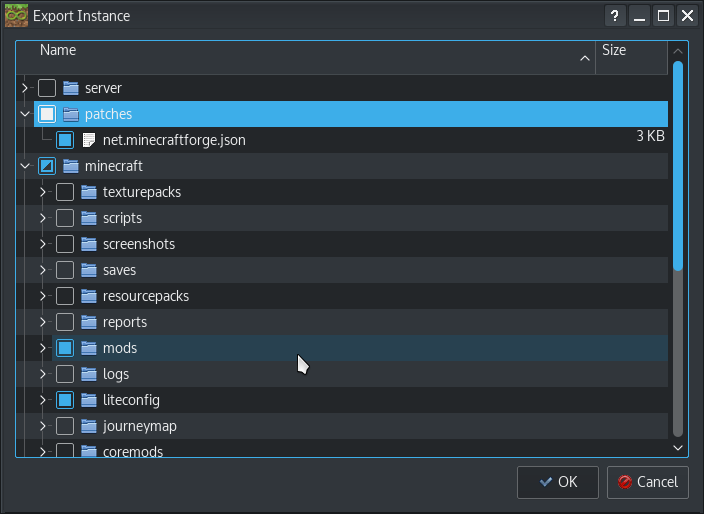 Export Instance
Name Size
server
patches
net.minecraftforge.json 3 KB
minecraft
texturepacks
scripts
screenshots
saves
resourcepacks
reports
mods
logs
liteconfig
journeymap
coremods
OK Cancel